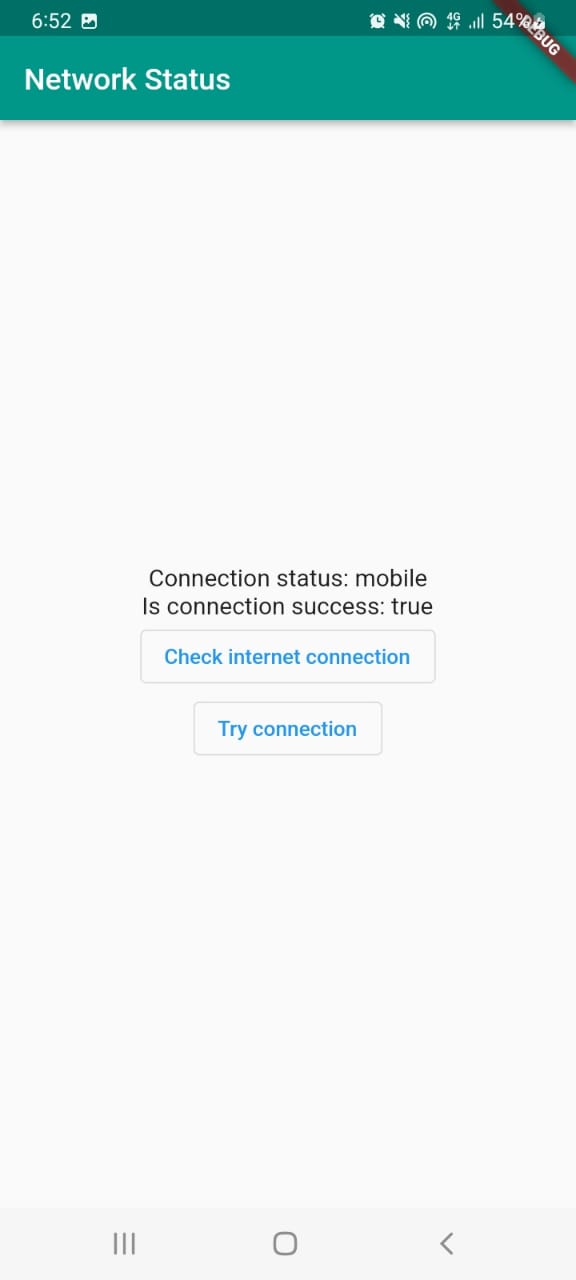 6:52
4G
54%
DEBUG
Network Status
Connection status: mobile
Is connection success: true
Check internet connection
Try connection